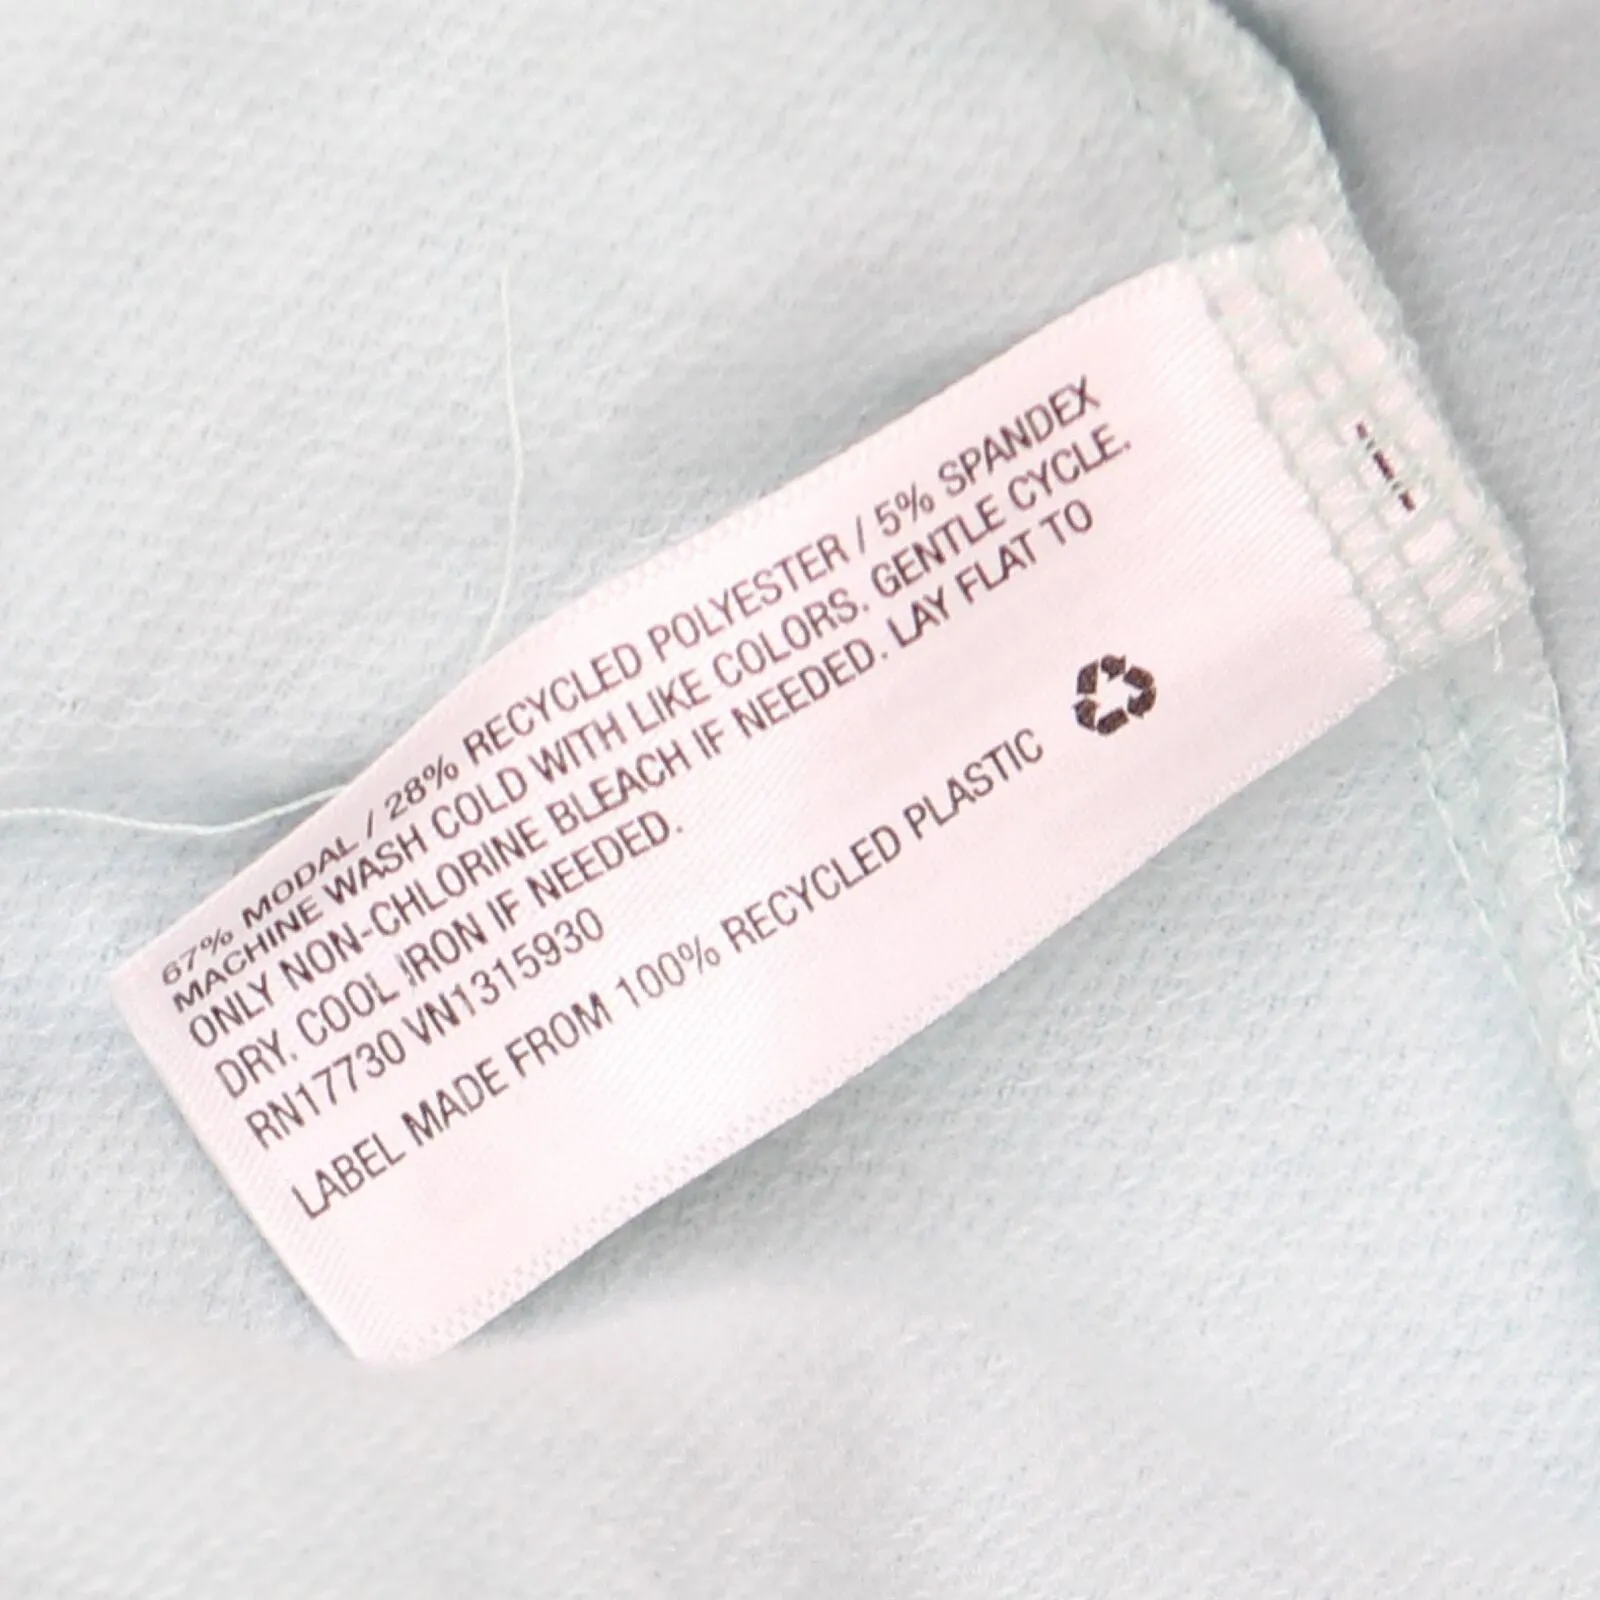 67% MODAL / 28% RECYCLED POLYESTER / 5% SPANDEX
MACHINE WASH COLD WITH LIKE COLORS. GENTLE CYCLE.
ONLY NON-CHLORINE BLEACH IF NEEDED. LAY FLAT TO
DRY. COOL IRON IF NEEDED.
RN17730 VN1315930
LABEL MADE FROM 100% RECYCLED PLASTIC